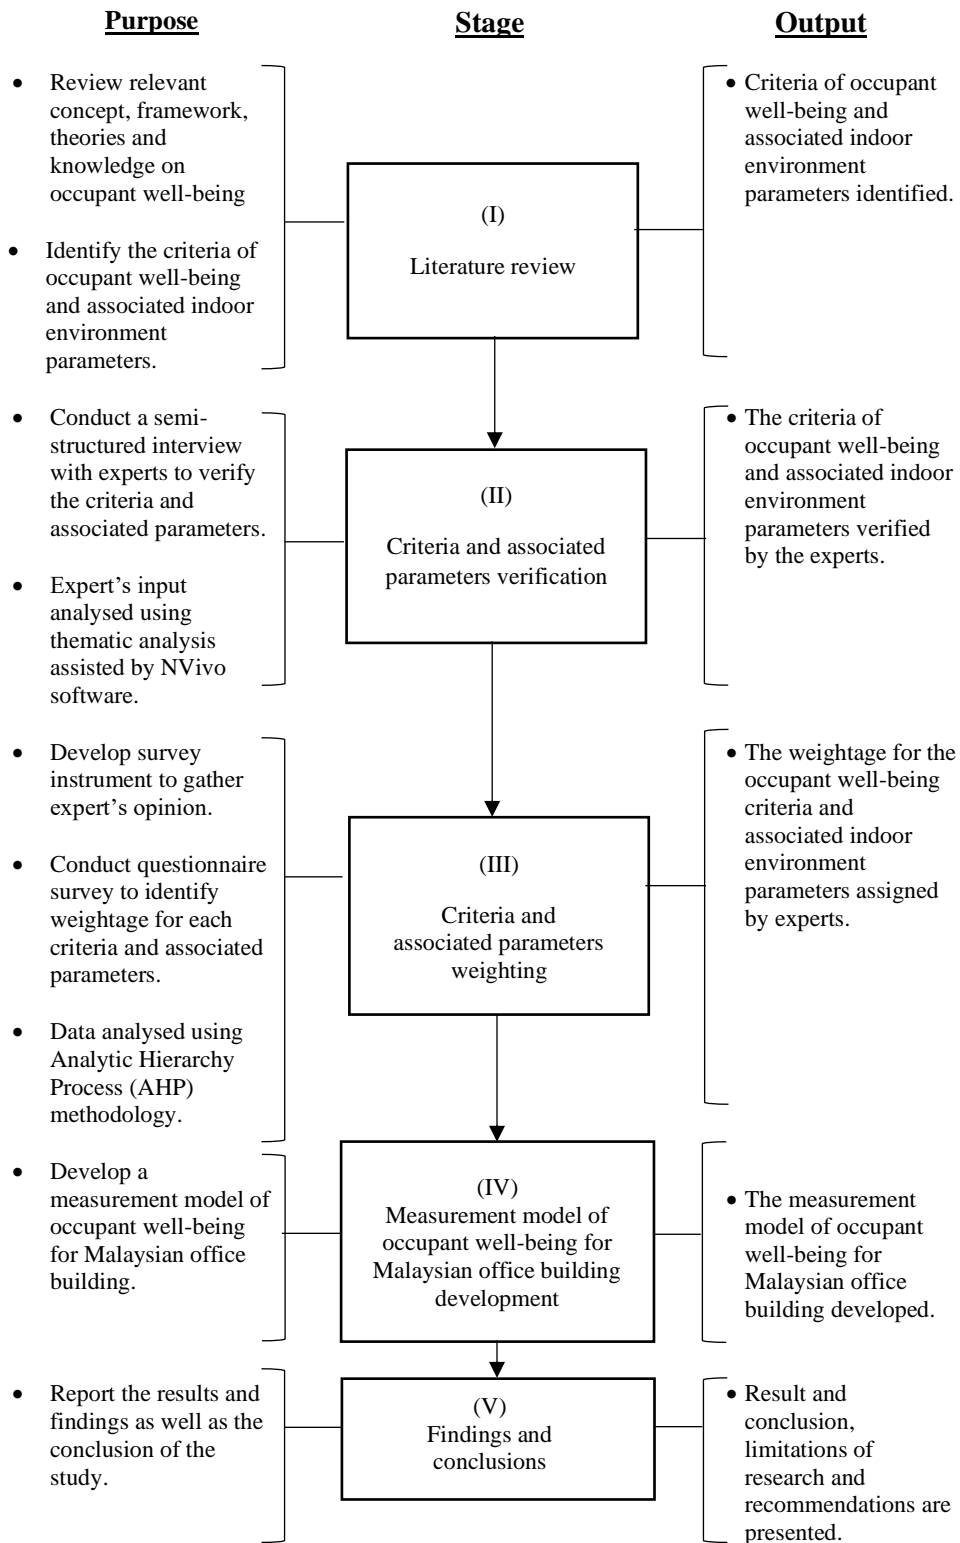 Purpose
Stage
Output
• Review relevant
concept, framework,
theories and
knowledge on
occupant well-being
• Identify the criteria of
occupant well-being
and associated indoor
environment
parameters.
(I)
Literature review
• Criteria of occupant
well-being and
associated indoor
environment
parameters identified.
• Conduct a semi-
structured interview
with experts to verify
the criteria and
associated parameters.
• Expert’s input
analysed using
thematic analysis
assisted by NVivo
software.
(II)
Criteria and associated
parameters verification
• The criteria of
occupant well-being
and associated indoor
environment
parameters verified
by the experts.
• Develop survey
instrument to gather
expert’s opinion.
• Conduct questionnaire
survey to identify
weightage for each
criteria and associated
parameters.
• Data analysed using
Analytic Hierarchy
Process (AHP)
methodology.
(III)
Criteria and
associated parameters
weighting
• The weightage for the
occupant well-being
criteria and
associated indoor
environment
parameters assigned
by experts.
• Develop a
measurement model of
occupant well-being
for Malaysian office
building.
(IV)
Measurement model of
occupant well-being for
Malaysian office building
development
• The measurement
model of occupant
well-being for
Malaysian office
building developed.
• Report the results and
findings as well as the
conclusion of the
study.
(V)
Findings and
conclusions
• Result and
conclusion,
limitations of
research and
recommendations are
presented.